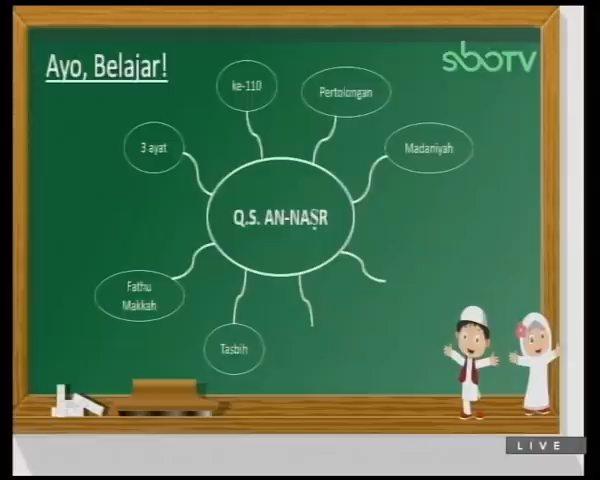 Ayo, Belajar!
sboTV
ke-110
Pertolongan
3 ayat
Madaniyah
Q.S. AN-NAṢR
Fathu
Makkah
Tasbih
LIVE